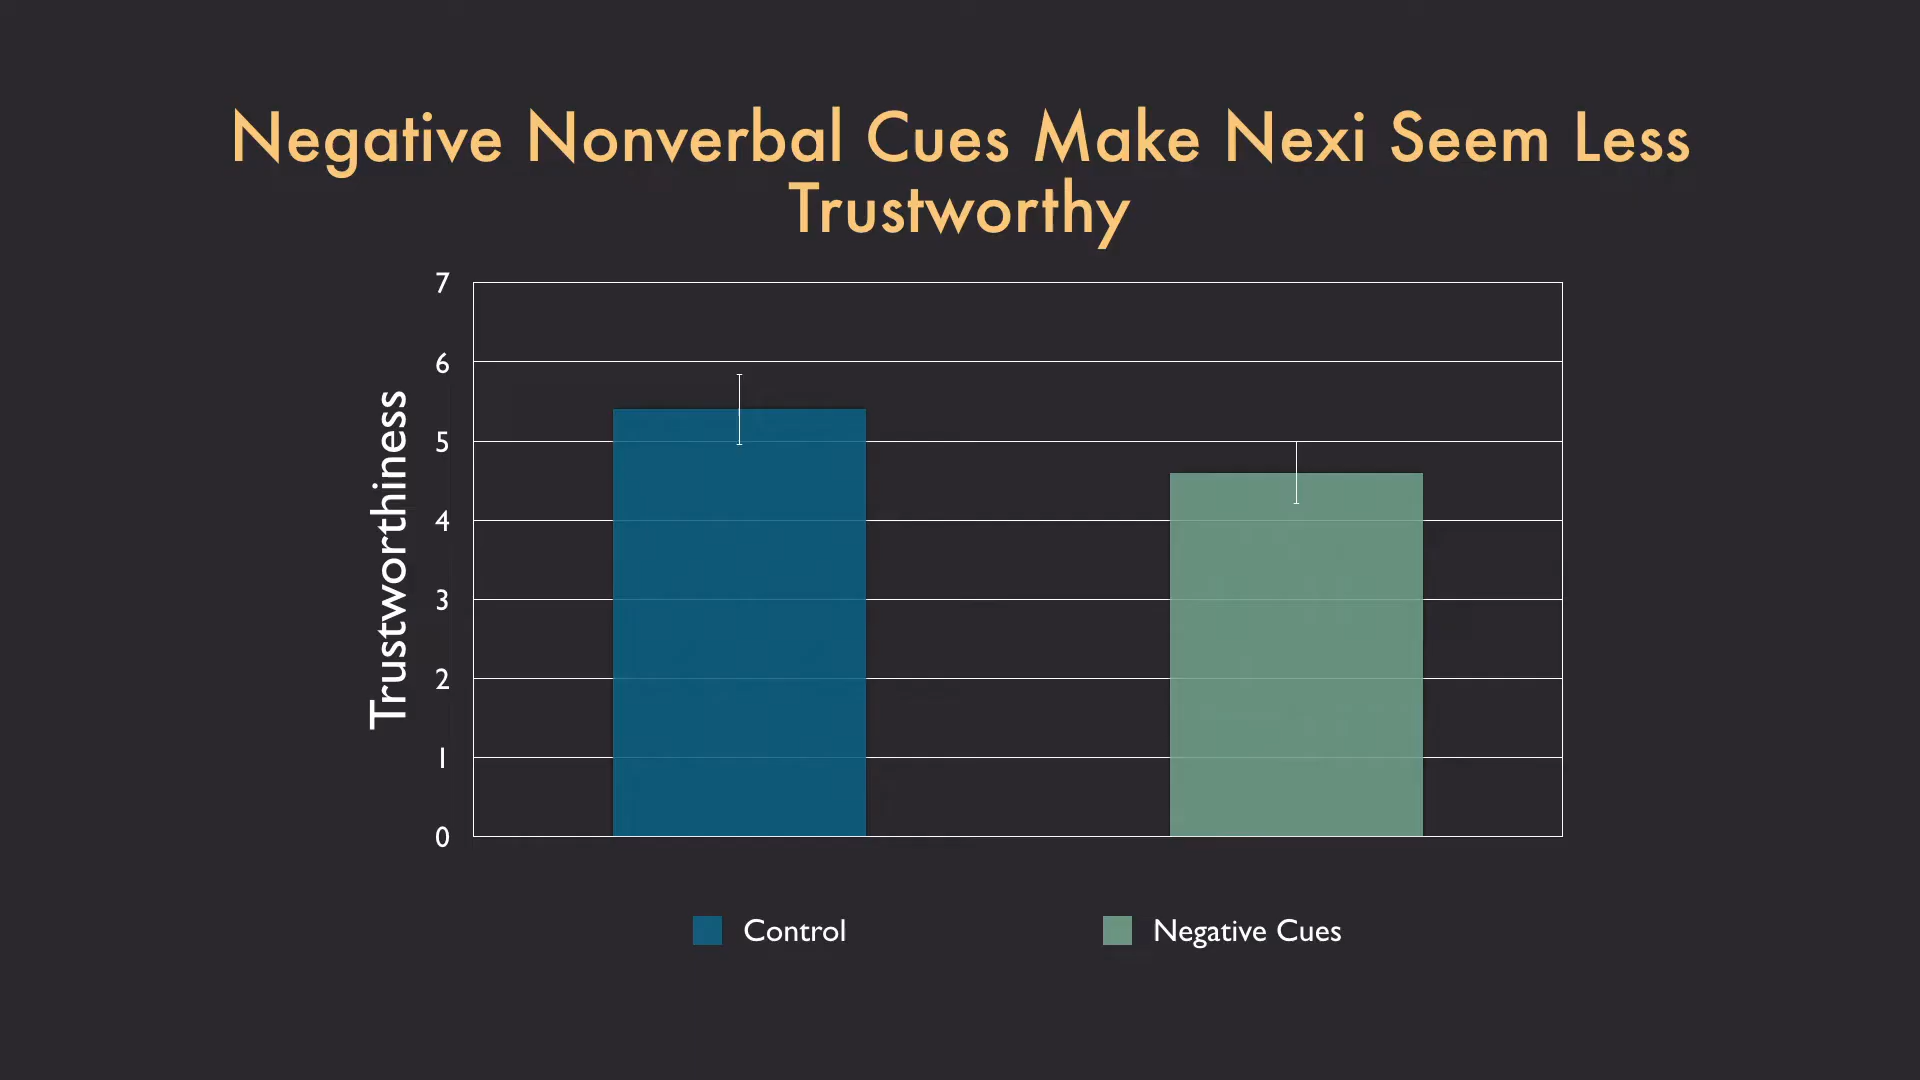 Negative Nonverbal Cues Make Nexi Seem Less
Trustworthy
7
6
5
4
3
2
1
0
Trustworthiness
Control
Negative Cues